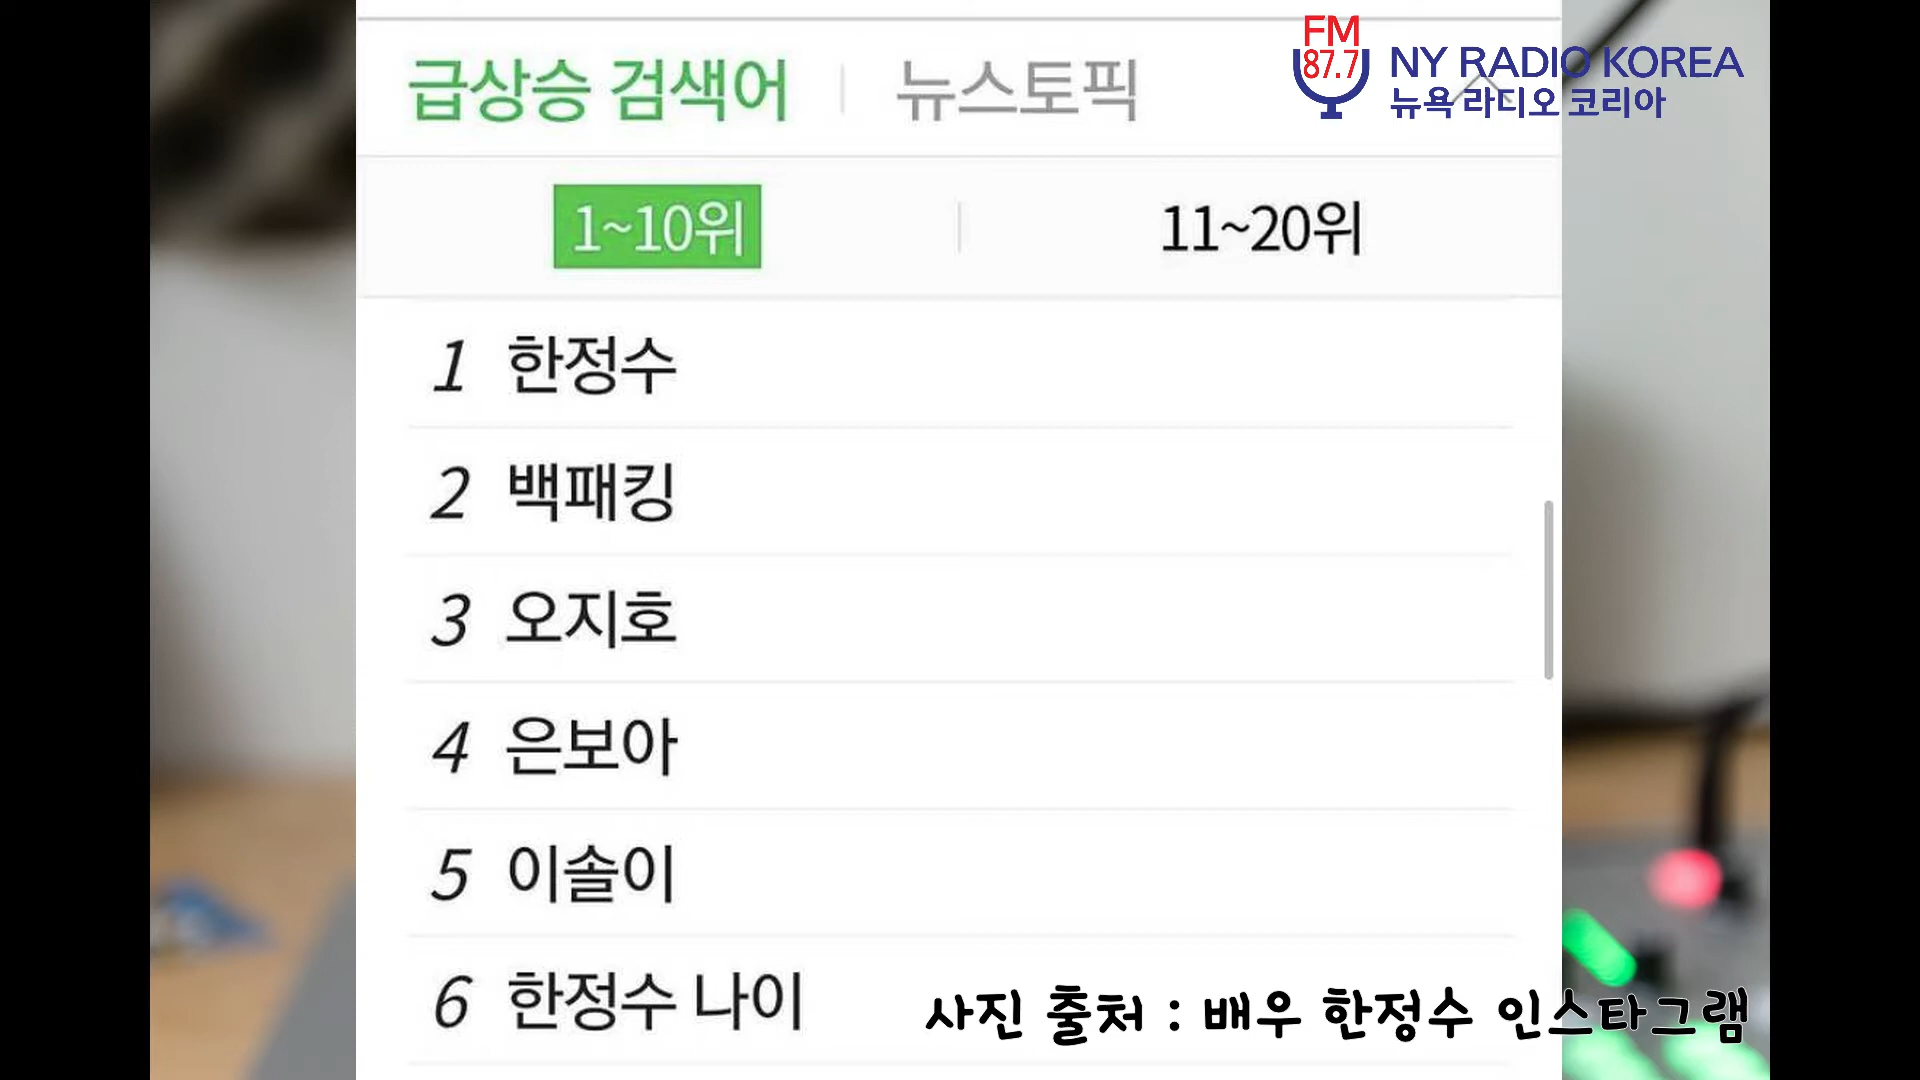 FM
87.7
NY RADIO KOREA
뉴욕 라디오 코리아
급상승 검색어
뉴스토픽
1~10위
11~20위
1 한정수
2 백패킹
3 오지호
4 은보아
5 이솔이
6 한정수 나이
사진 출처 : 배우 한정수 인스타그램